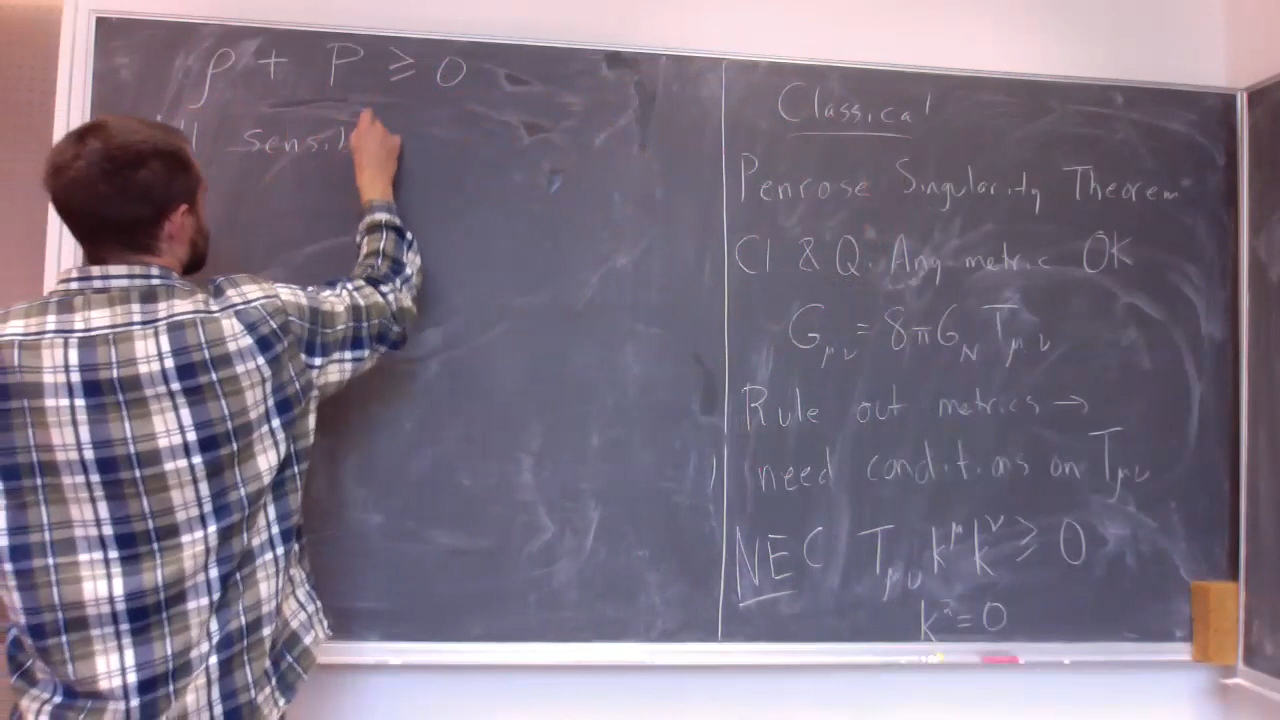 ρ + P ≥ 0
Classical
Penrose Singularity Theorem
Cl & Q. Any metric OK
G_μν = 8πG_N T_μν
Rule out metrics →
need conditions on T_μν
NEC T_μν k^μ k^ν ≥ 0
k² = 0